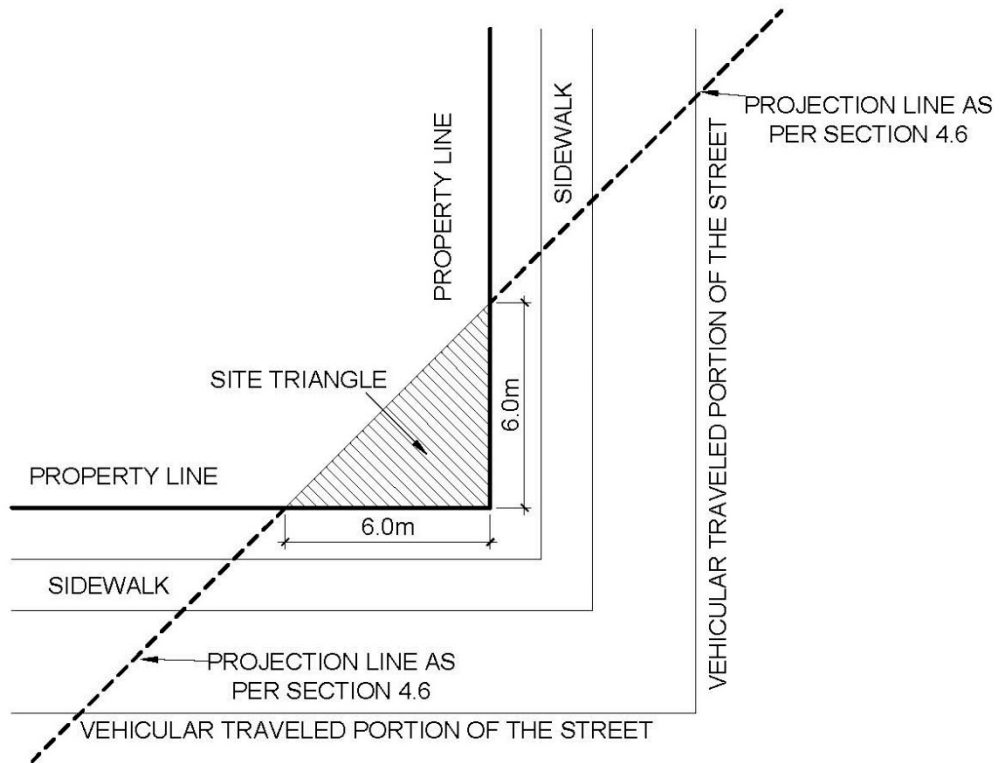 PROJECTION LINE AS
PER SECTION 4.6
PROPERTY LINE
SIDEWALK
VEHICULAR TRAVELED PORTION OF THE STREET
SITE TRIANGLE
6.0m
PROPERTY LINE
6.0m
SIDEWALK
PROJECTION LINE AS
PER SECTION 4.6
VEHICULAR TRAVELED PORTION OF THE STREET